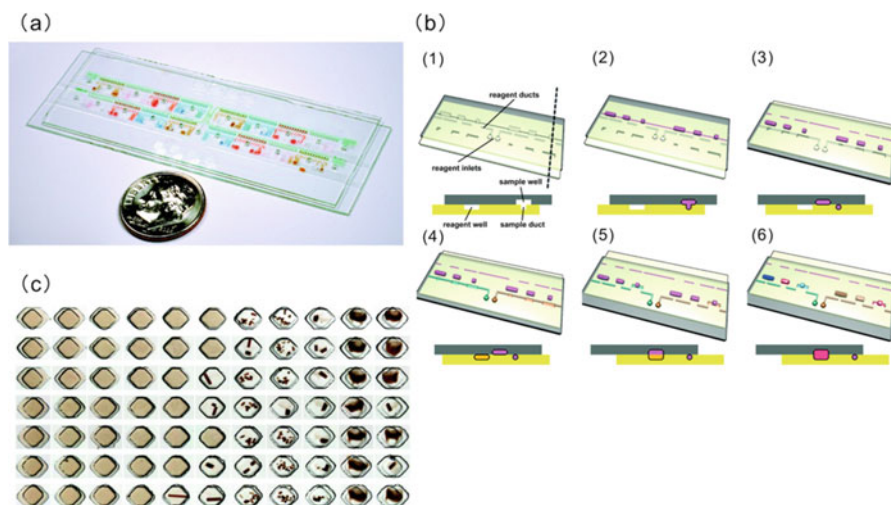 (a)
(b)
(1)
(2)
(3)
reagent ducts
reagent inlets
sample well
reagent well
sample duct
(4)
(5)
(6)
(c)